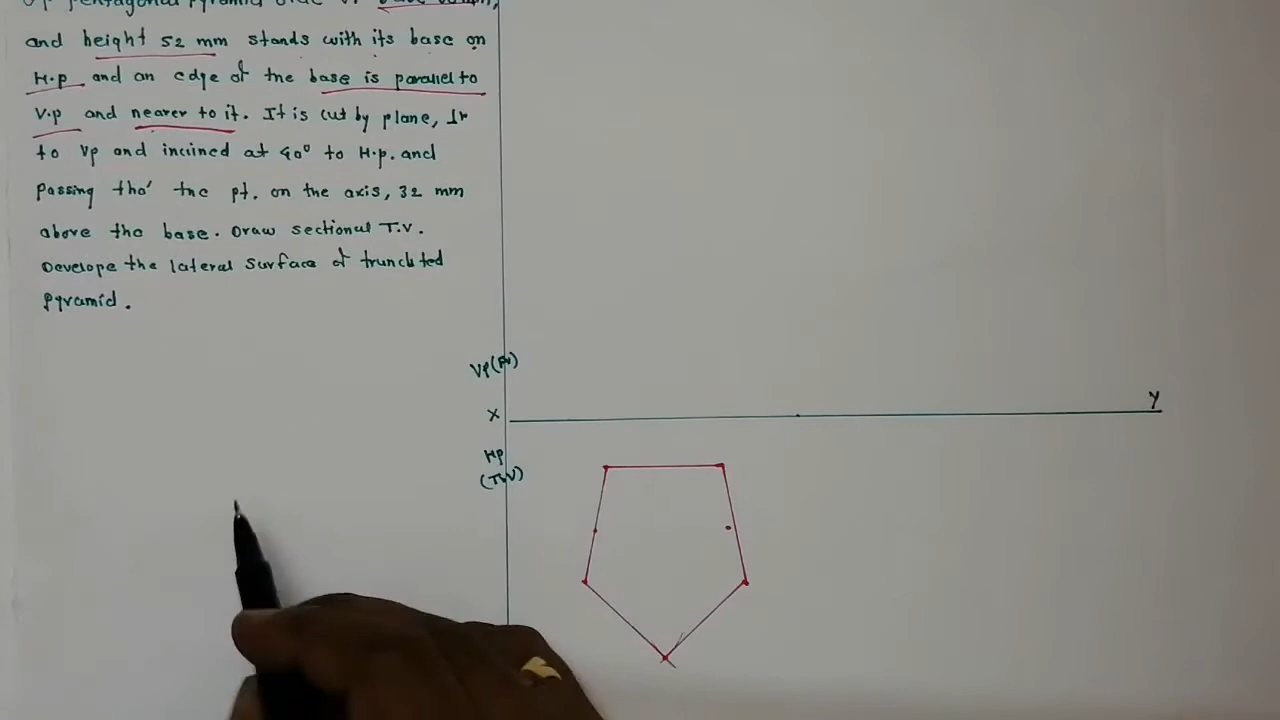 and height 52 mm stands with its base on
H.p and an edge of the base is parallel to
V.p and nearer to it. It is cut by plane, Ir
to Vp and incined at 40° to H.p. and
passing tho' the pt. on the axis, 32 mm
above the base. Draw sectional T.V.
Develope the lateral surface of
pyramid.
Vp(FV)
X
Y
HP
(TV)